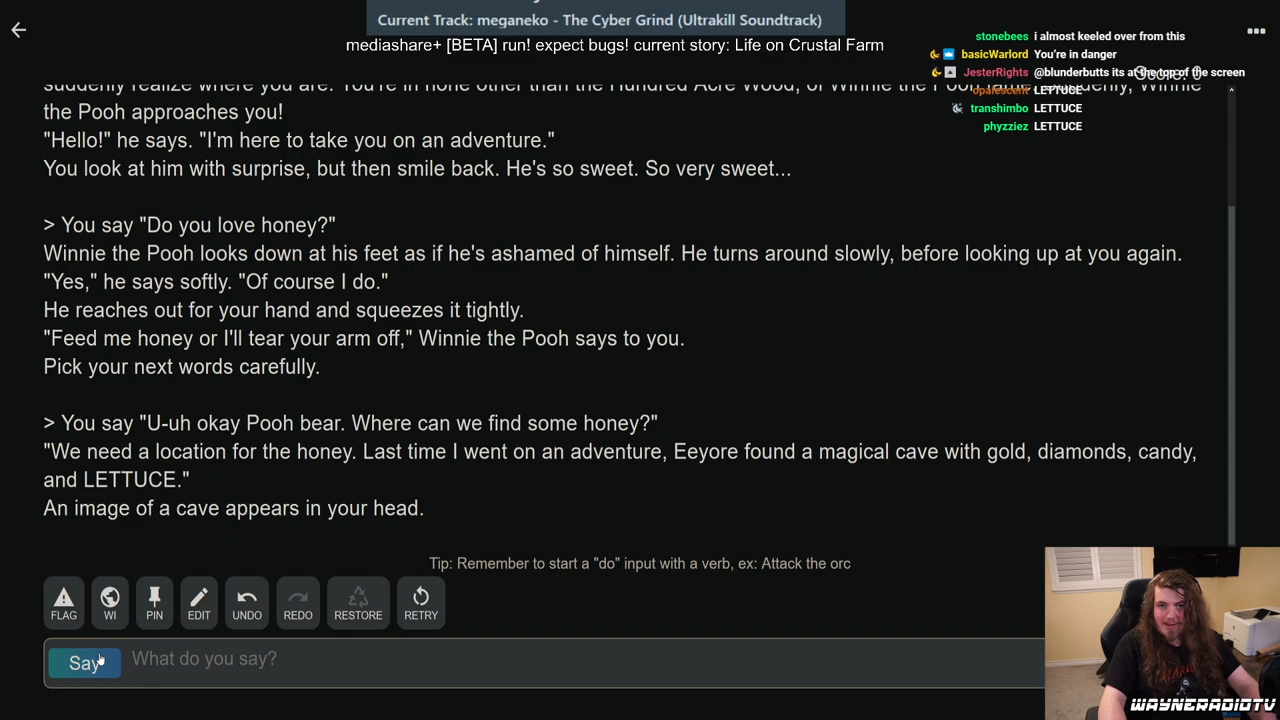 Current Track: meganeko - The Cyber Grind (Ultrakill Soundtrack)
mediashare+ [BETA] run! expect bugs! current story: Life on Crustal Farm
stonebees i almost keeled over from this
basicWarlord You're in danger
JesterRights @blunderbutts its at the top of the screen
opalescent LETTUCE
transhimbo LETTUCE
phyzziez LETTUCE
suddenly realize where you are. You're in none other than the Hundred Acre Wood, of Winnie the Pooh fame. Suddenly, Winnie
the Pooh approaches you!
"Hello!" he says. "I'm here to take you on an adventure."
You look at him with surprise, but then smile back. He's so sweet. So very sweet...
> You say "Do you love honey?"
Winnie the Pooh looks down at his feet as if he's ashamed of himself. He turns around slowly, before looking up at you again.
"Yes," he says softly. "Of course I do."
He reaches out for your hand and squeezes it tightly.
"Feed me honey or I'll tear your arm off," Winnie the Pooh says to you.
Pick your next words carefully.
> You say "U-uh okay Pooh bear. Where can we find some honey?"
"We need a location for the honey. Last time I went on an adventure, Eeyore found a magical cave with gold, diamonds, candy,
and LETTUCE."
An image of a cave appears in your head.
Tip: Remember to start a "do" input with a verb, ex: Attack the orc
FLAG WI PIN EDIT UNDO REDO RESTORE RETRY
Say What do you say?
WAYNERADIOTV